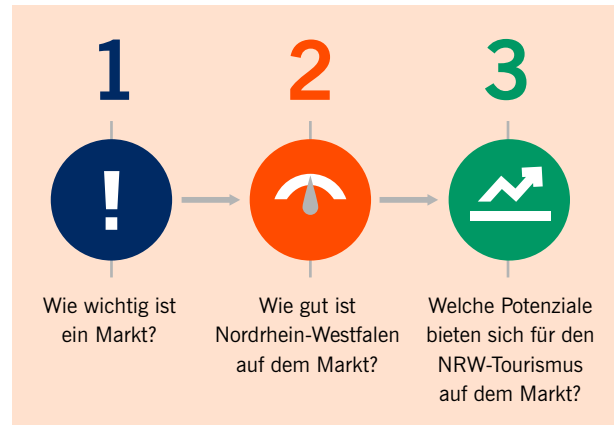 1
2
3
!
Wie wichtig ist
ein Markt?
Wie gut ist
Nordrhein-Westfalen
auf dem Markt?
Welche Potenziale
bieten sich für den
NRW-Tourismus
auf dem Markt?